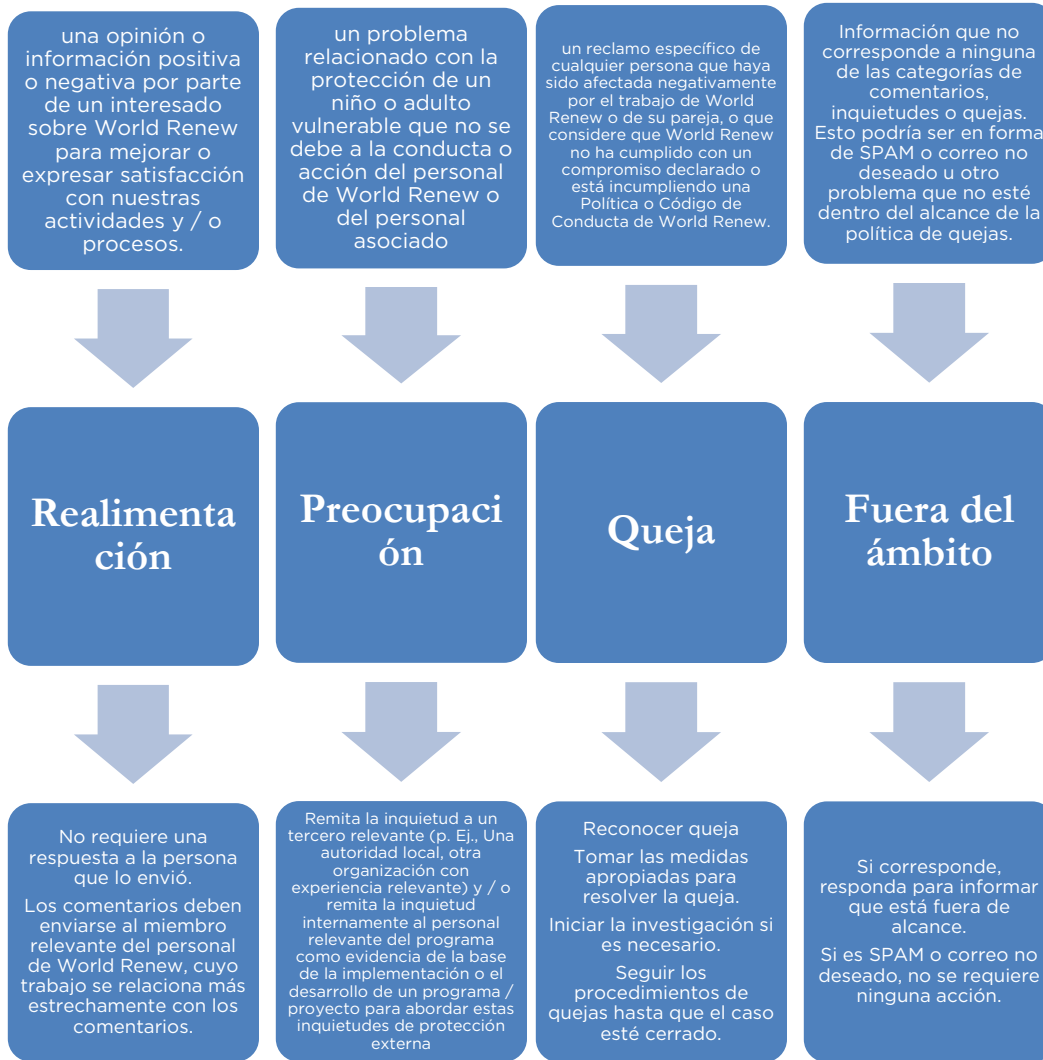 una opinión o
información positiva
o negativa por parte
de un interesado
sobre World Renew
para mejorar o
expresar satisfacción
con nuestras
actividades y / o
procesos.
Realimenta
ción
No requiere una
respuesta a la persona
que lo envió.
Los comentarios deben
enviarse al miembro
relevante del personal
de World Renew, cuyo
trabajo se relaciona más
estrechamente con los
comentarios.
un problema
relacionado con la
protección de un
niño o adulto
vulnerable que no se
debe a la conducta o
acción del personal
de World Renew o
del personal
asociado
Preocupaci
ón
Remita la inquietud a un
tercero relevante (p. Ej., Una
autoridad local, otra
organización con
experiencia relevante) y / o
remita la inquietud
internamente al personal
relevante del programa
como evidencia de la base
de la implementación o el
desarrollo de un programa /
proyecto para abordar estas
inquietudes de protección
externa
un reclamo específico de
cualquier persona que haya
sido afectada negativamente
por el trabajo de World
Renew o de su pareja, o que
considere que World Renew
no ha cumplido con un
compromiso declarado o
está incumpliendo una
Política o Código de
Conducta de World Renew.
Queja
Reconocer queja
Tomar las medidas
apropiadas para
resolver la queja.
Iniciar la investigación si
es necesario.
Seguir los
procedimientos de
quejas hasta que el caso
esté cerrado.
Información que no
corresponde a ninguna
de las categorías de
comentarios,
inquietudes o quejas.
Esto podría ser en forma
de SPAM o correo no
deseado u otro
problema que no esté
dentro del alcance de la
política de quejas.
Fuera del
ámbito
Si corresponde,
responda para informar
que está fuera de
alcance.
Si es SPAM o correo no
deseado, no se requiere
ninguna acción.